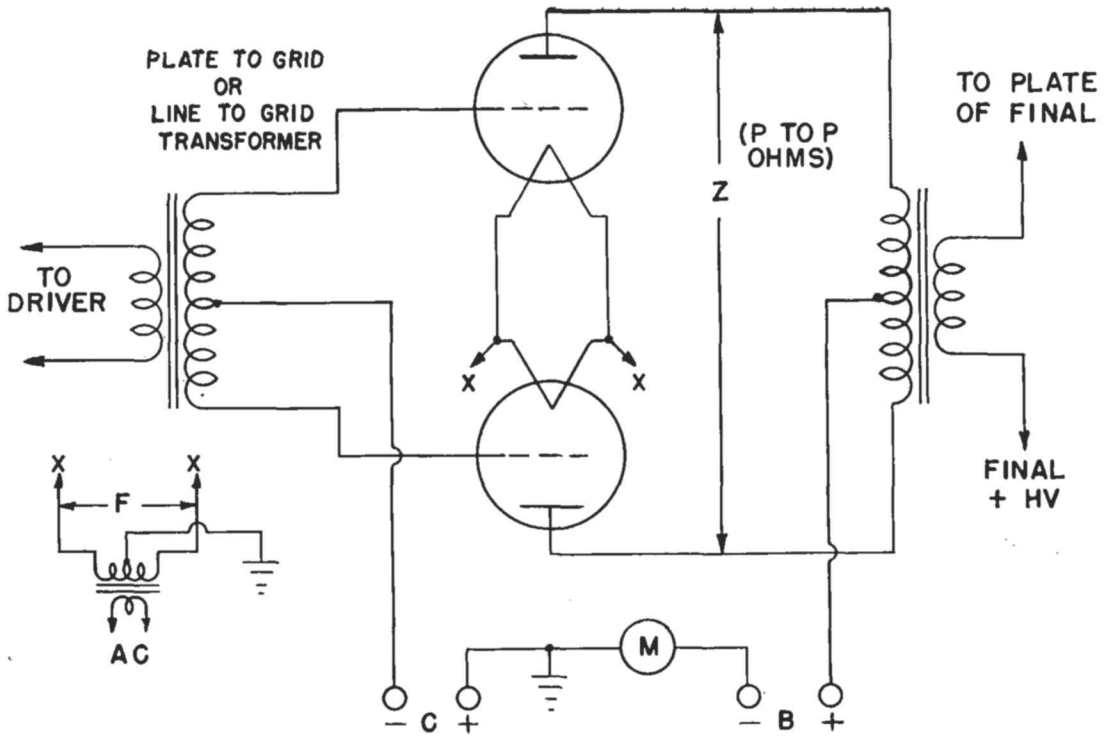 PLATE TO GRID
OR
LINE TO GRID
TRANSFORMER
TO PLATE
OF FINAL
(P TO P
OHMS)
Z
TO
DRIVER
X
X
X
X
F
FINAL
+ HV
AC
M
- C +
- B +